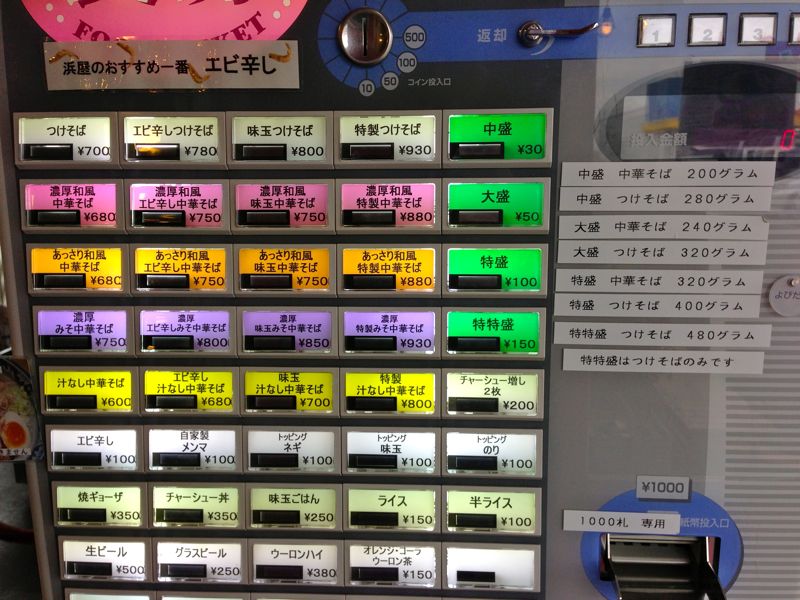 FOO MARKET
浜屋のおすすめ一番 エビ辛し
500
100
50
10
コイン投入口
返却
1 2 3
投入金額
0
つけそば ¥700
エビ辛しつけそば ¥780
味玉つけそば ¥800
特製つけそば ¥930
中盛 ¥30
濃厚和風
中華そば ¥680
濃厚和風
エビ辛し中華そば ¥750
濃厚和風
味玉中華そば ¥750
濃厚和風
特製中華そば ¥880
大盛 ¥50
あっさり和風
中華そば ¥680
あっさり和風
エビ辛し中華そば ¥750
あっさり和風
味玉中華そば ¥750
あっさり和風
特製中華そば ¥880
特盛 ¥100
濃厚
みそ中華そば ¥750
濃厚
エビ辛しみそ中華そば ¥800
濃厚
味玉みそ中華そば ¥850
濃厚
特製みそ中華そば ¥930
特特盛 ¥150
汁なし中華そば ¥600
エビ辛し
汁なし中華そば ¥680
味玉
汁なし中華そば ¥700
特製
汁なし中華そば ¥800
チャーシュー増し
2枚 ¥200
エビ辛し ¥100
自家製
メンマ ¥100
トッピング
ネギ ¥100
トッピング
味玉 ¥100
トッピング
のり ¥100
焼ギョーザ ¥350
チャーシュー丼 ¥350
味玉ごはん ¥250
ライス ¥150
半ライス ¥100
生ビール ¥500
グラスビール ¥250
ウーロンハイ ¥380
オレンジ・コーラ
ウーロン茶 ¥150
中盛 中華そば 200グラム
中盛 つけそば 280グラム
大盛 中華そば 240グラム
大盛 つけそば 320グラム
特盛 中華そば 320グラム
特盛 つけそば 400グラム
特特盛 つけそば 480グラム
特特盛はつけそばのみです
よびだ
¥1000
1000札 専用
紙幣投入口